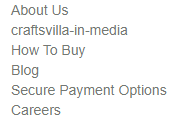 About Us
craftsvilla-in-media
How To Buy
Blog
Secure Payment Options
Careers